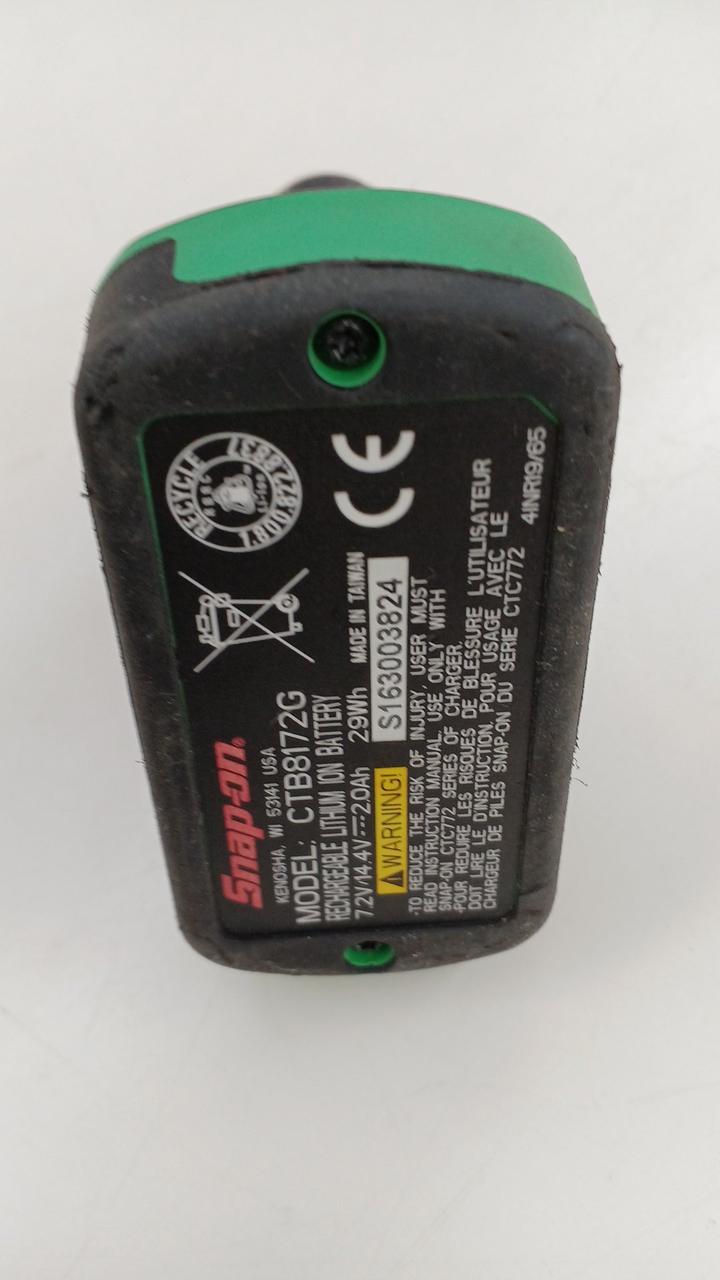 Snap-on®
KENOSHA, WI 53141 USA
MODEL: CTB8172G
RECHARGEABLE LITHIUM ION BATTERY
7.2V/14.4V⎓2.0Ah 29Wh MADE IN TAIWAN
⚠WARNING! S163003824
-TO REDUCE THE RISK OF INJURY, USER MUST
READ INSTRUCTION MANUAL. USE ONLY WITH
SNAP-ON CTC772 SERIES OF CHARGER.
-POUR REDUIRE LES RISQUES DE BLESSURE L'UTILISATEUR
DOIT LIRE LE D'INSTRUCTION. POUR USAGE AVEC LE
CHARGEUR DE PILES SNAP-ON DU SERIE CTC772
4INR19/65
RECYCLE
RBRC
Li-ion
1.800.822.8837
CE